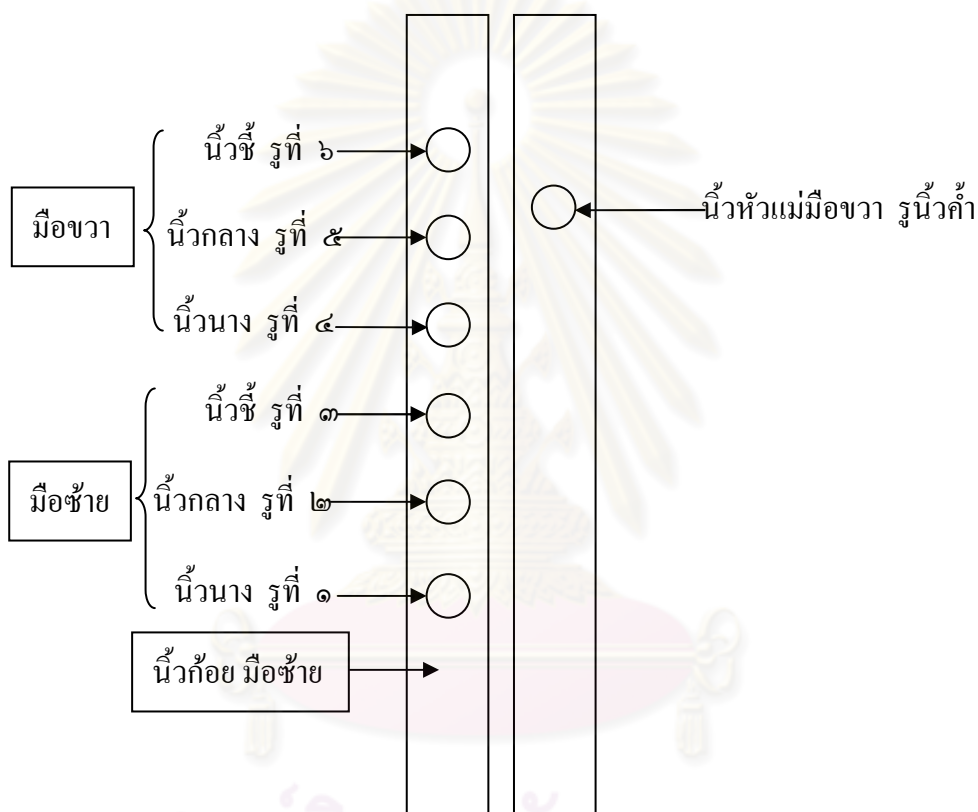 นิ้วชี้ รูที่ ๖
มือขวา
นิ้วกลาง รูที่ ๕
นิ้วนาง รูที่ ๔
นิ้วหัวแม่มือขวา รูนิ้วค้ำ
นิ้วชี้ รูที่ ๓
มือซ้าย
นิ้วกลาง รูที่ ๒
นิ้วนาง รูที่ ๑
นิ้วก้อย มือซ้าย